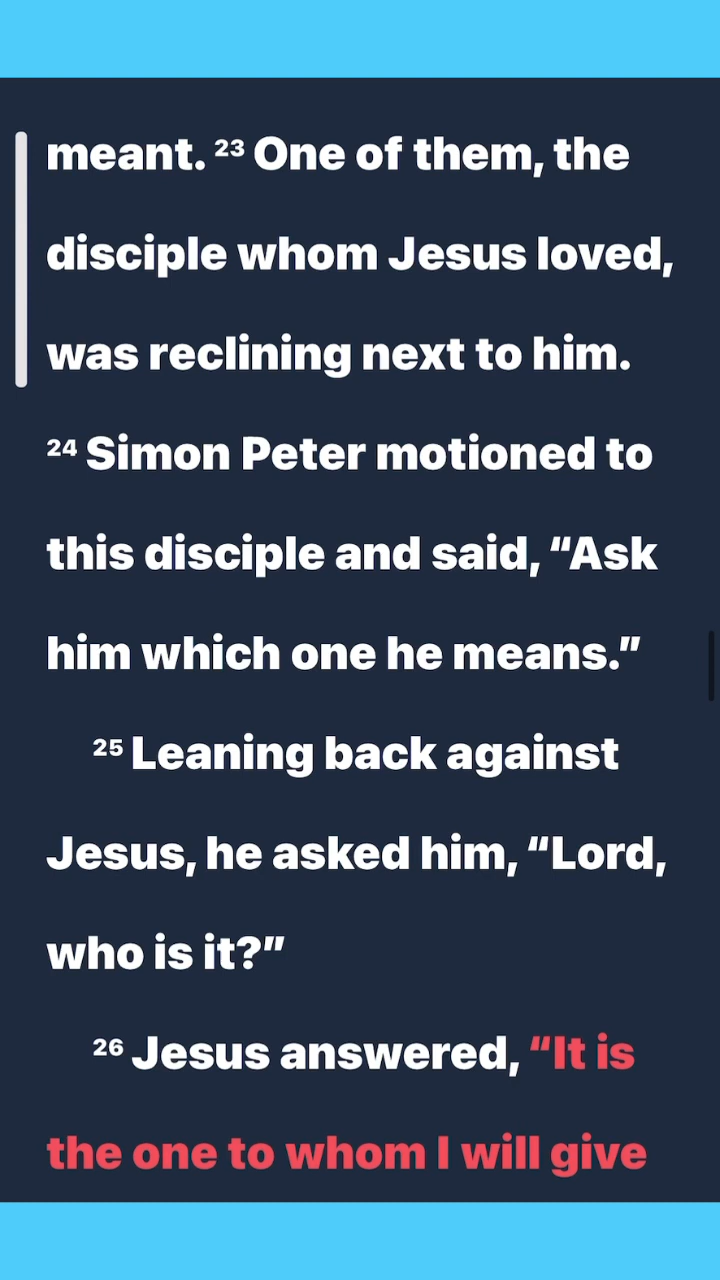 meant. 23 One of them, the
disciple whom Jesus loved,
was reclining next to him.
24 Simon Peter motioned to
this disciple and said, “Ask
him which one he means.”
25 Leaning back against
Jesus, he asked him, “Lord,
who is it?”
26 Jesus answered, “It is
the one to whom I will give